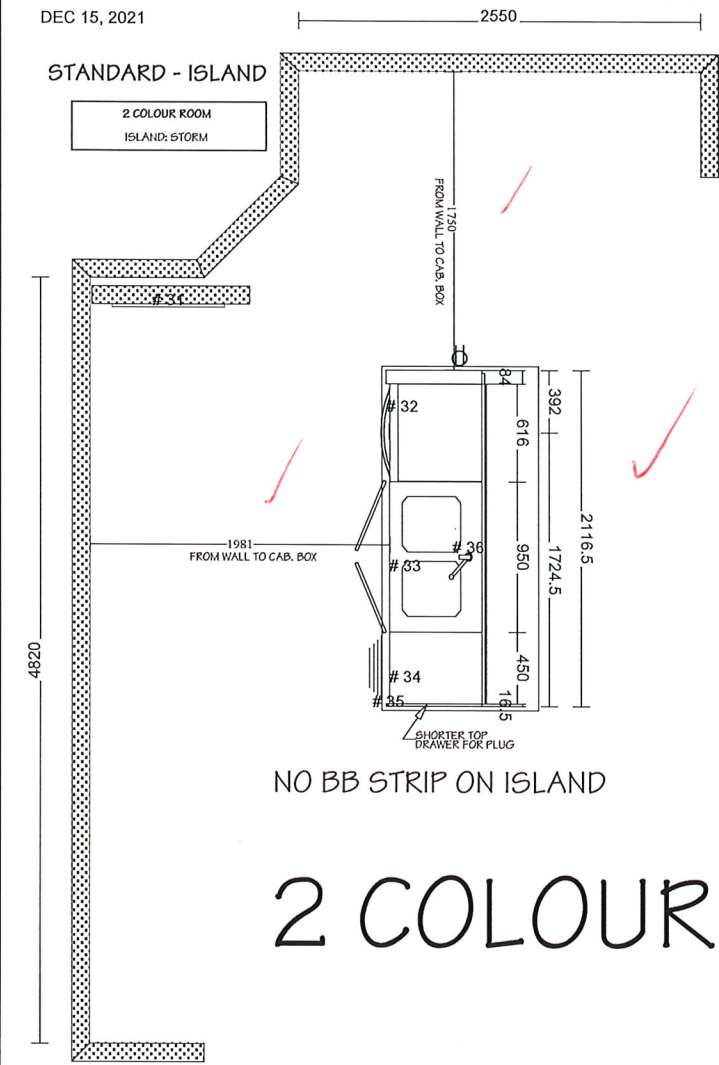 DEC 15, 2021
2550
STANDARD - ISLAND
2 COLOUR ROOM
ISLAND: STORM
1750
FROM WALL TO CAB. BOX
# 31
84
392
# 32
616
2116.5
1981
FROM WALL TO CAB. BOX
# 36
# 33
950
1724.5
4820
450
# 34
# 35
16.5
SHORTER TOP
DRAWER FOR PLUG
NO BB STRIP ON ISLAND
2 COLOUR